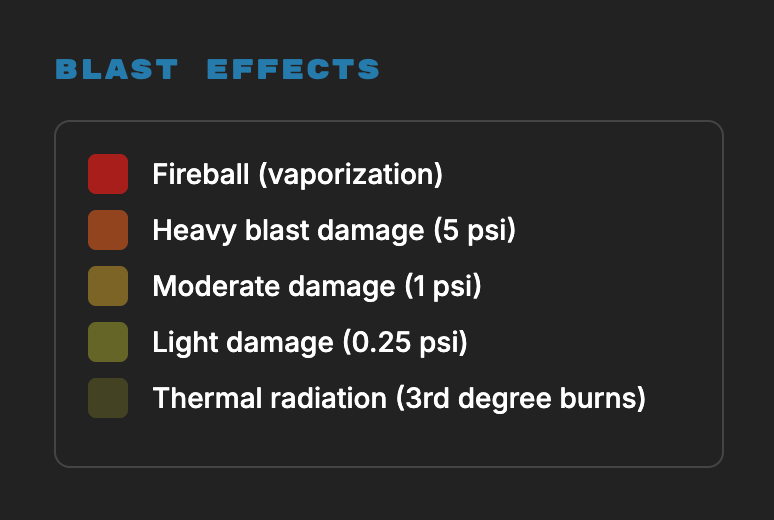 BLAST EFFECTS
Fireball (vaporization)
Heavy blast damage (5 psi)
Moderate damage (1 psi)
Light damage (0.25 psi)
Thermal radiation (3rd degree burns)